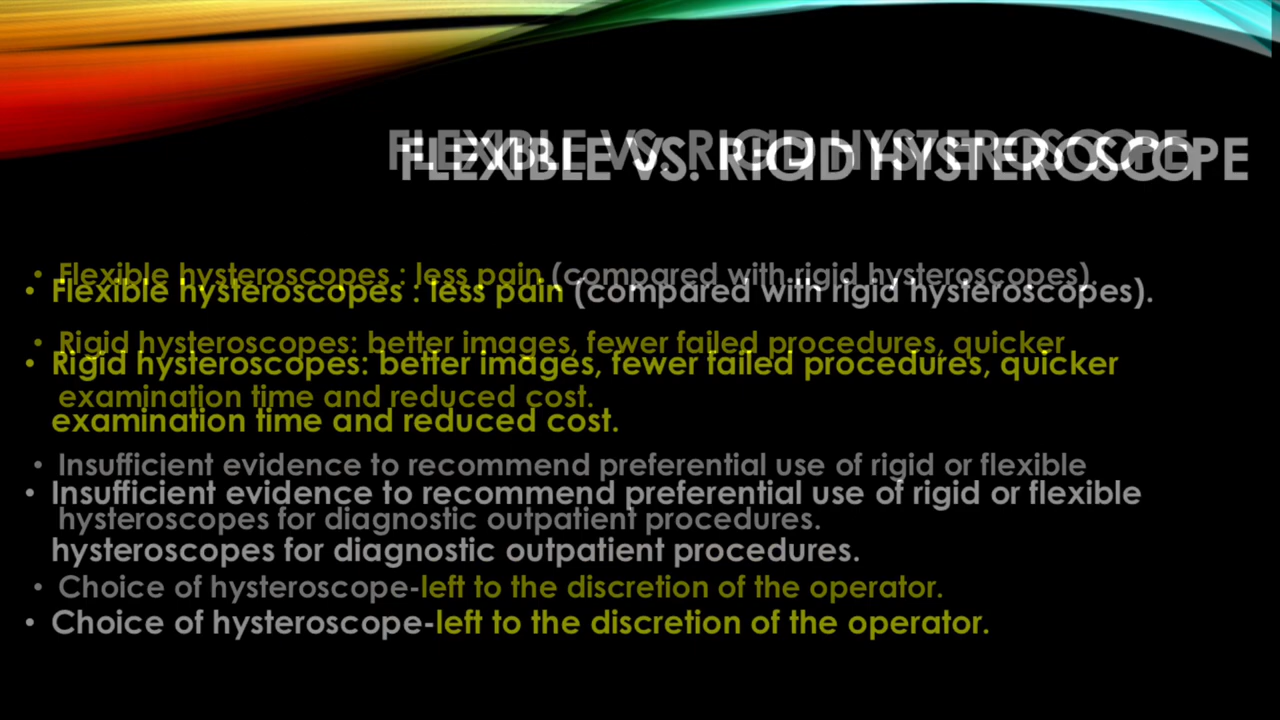 FLEXIBLE VS. RIGID HYSTEROSCOPE
• Flexible hysteroscopes : less pain (compared with rigid hysteroscopes).
• Rigid hysteroscopes: better images, fewer failed procedures, quicker
examination time and reduced cost.
• Insufficient evidence to recommend preferential use of rigid or flexible
hysteroscopes for diagnostic outpatient procedures.
• Choice of hysteroscope-left to the discretion of the operator.